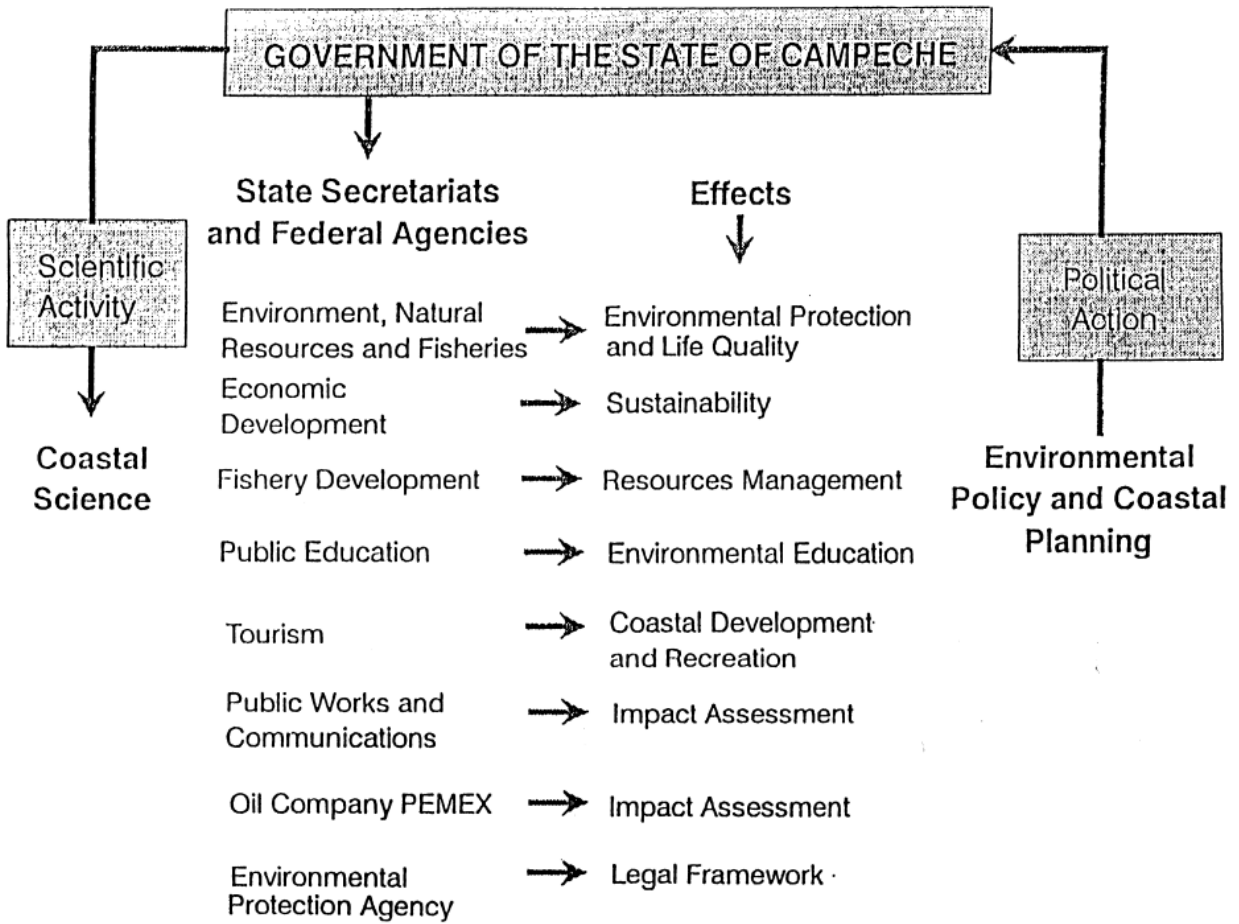 GOVERNMENT OF THE STATE OF CAMPECHE
State Secretariats
and Federal Agencies
Effects
Scientific
Activity
Political
Action
Environment, Natural
Resources and Fisheries
Environmental Protection
and Life Quality
Economic
Development
Sustainability
Coastal
Science
Fishery Development
Resources Management
Environmental
Policy and Coastal
Planning
Public Education
Environmental Education
Tourism
Coastal Development
and Recreation
Public Works and
Communications
Impact Assessment
Oil Company PEMEX
Impact Assessment
Environmental
Protection Agency
Legal Framework